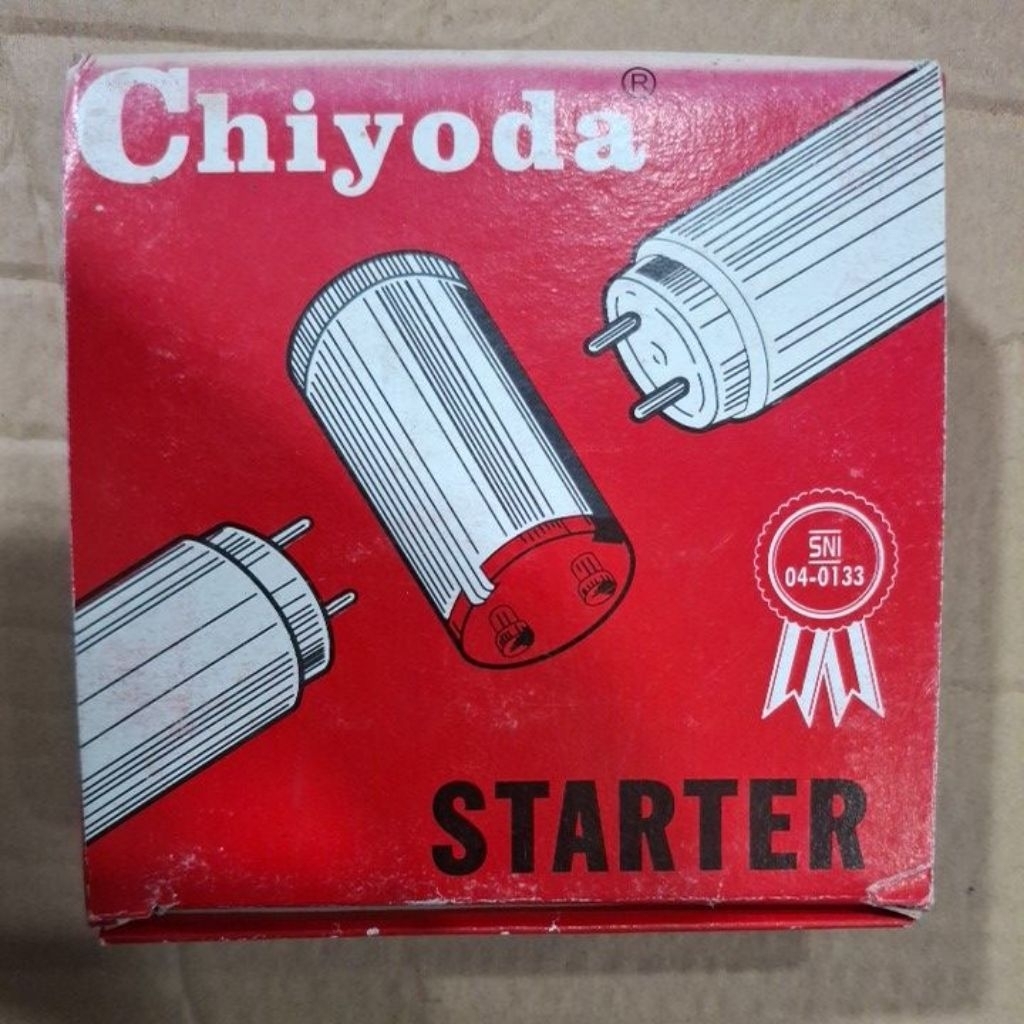 Chiyoda ®
SNI
04-0133
STARTER